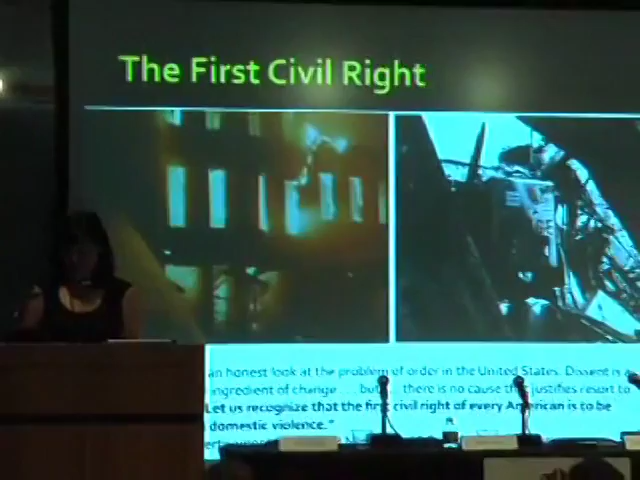 The First Civil Right
an honest look at the problem of order in the United States. Dissent is a
ingredient of change . . . but . . . there is no cause that justifies resort to
Let us recognize that the first civil right of every American is to be
domestic violence."